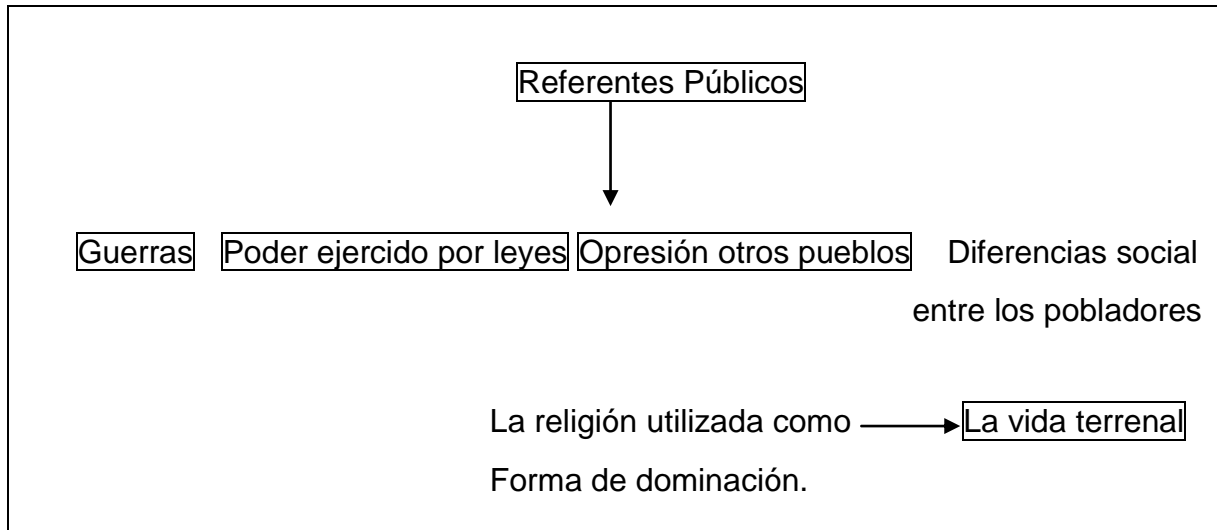 Referentes Públicos
Guerras Poder ejercido por leyes Opresión otros pueblos Diferencias social
entre los pobladores
La religión utilizada como La vida terrenal
Forma de dominación.